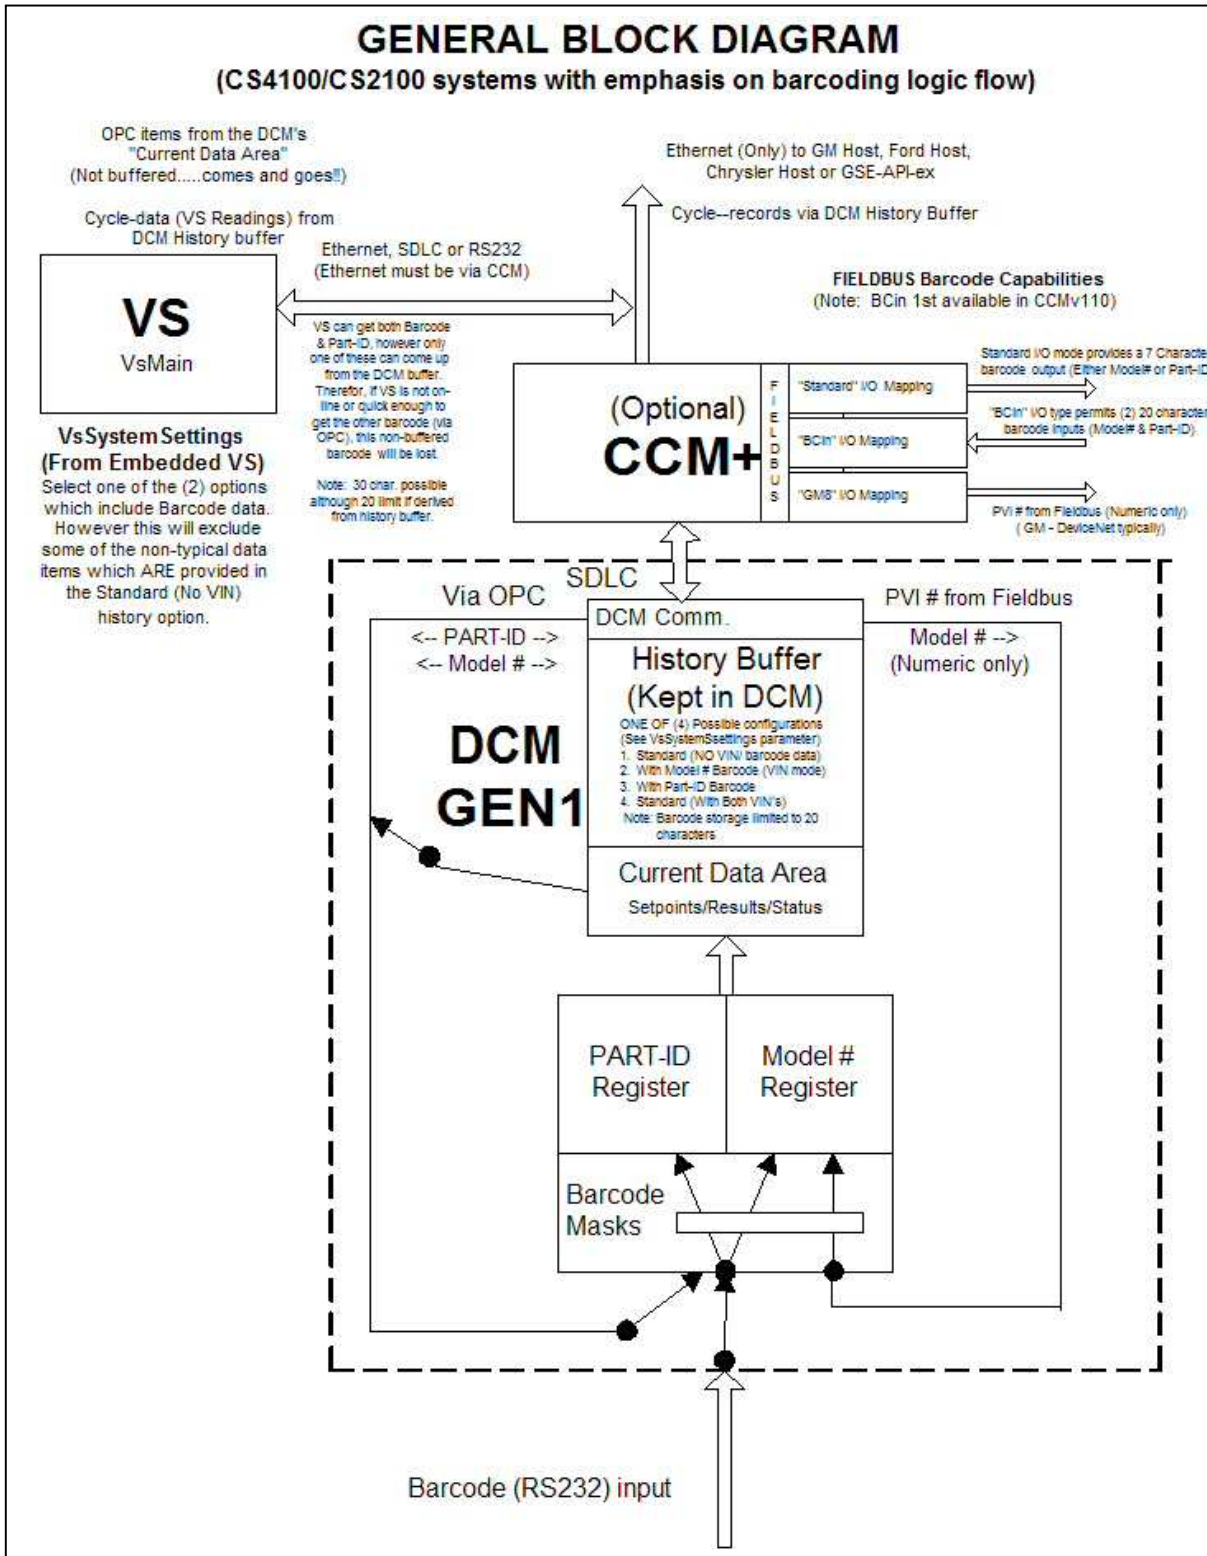 GENERAL BLOCK DIAGRAM
(CS4100/CS2100 systems with emphasis on barcoding logic flow)
OPC items from the DCM's
"Current Data Area"
(Not buffered.....comes and goes!!)
Cycle-data (VS Readings) from
DCM History buffer
VS
VsMain
VsSystemSettings
(From Embedded VS)
Select one of the (2) options
which include Barcode data.
However this will exclude
some of the non-typical data
items which ARE provided in
the Standard (No VIN)
history option.
Ethernet, SDLC or RS232
(Ethernet must be via CCM)
VS can get both Barcode
& Part-ID, however only
one of these can come up
from the DCM buffer.
Therefor, if VS is not on-
line or quick enough to
get the other barcode (via
OPC), this non-buffered
barcode will be lost.
Note: 30 char. possible
although 20 limit if derived
from history buffer.
Ethernet (Only) to GM Host, Ford Host,
Chrysler Host or GSE-API-ex
Cycle--records via DCM History Buffer
FIELDBUS Barcode Capabilities
(Note: BCin 1st available in CCMv110)
(Optional)
CCM+
FIELDBUS
"Standard" I/O Mapping
"BCin" I/O Mapping
"GM8" I/O Mapping
Standard I/O mode provides a 7 Character
barcode output (Either Model# or Part-ID
"BCin" I/O type permits (2) 20 character
barcode inputs (Model# & Part-ID).
PVI # from Fieldbus (Numeric only)
( GM - DeviceNet typically)
SDLC
Via OPC
<-- PART-ID -->
<-- Model # -->
DCM
GEN1
DCM Comm.
History Buffer
(Kept in DCM)
ONE OF (4) Possible configurations
(See VsSystemSsettings parameter)
1. Standard (NO VIN/ barcode data)
2. With Model # Barcode (VIN mode)
3. With Part-ID Barcode
4. Standard (With Both VIN's)
Note: Barcode storage limited to 20
characters
Current Data Area
Setpoints/Results/Status
PVI # from Fieldbus
Model # -->
(Numeric only)
PART-ID
Register
Model #
Register
Barcode
Masks
Barcode (RS232) input